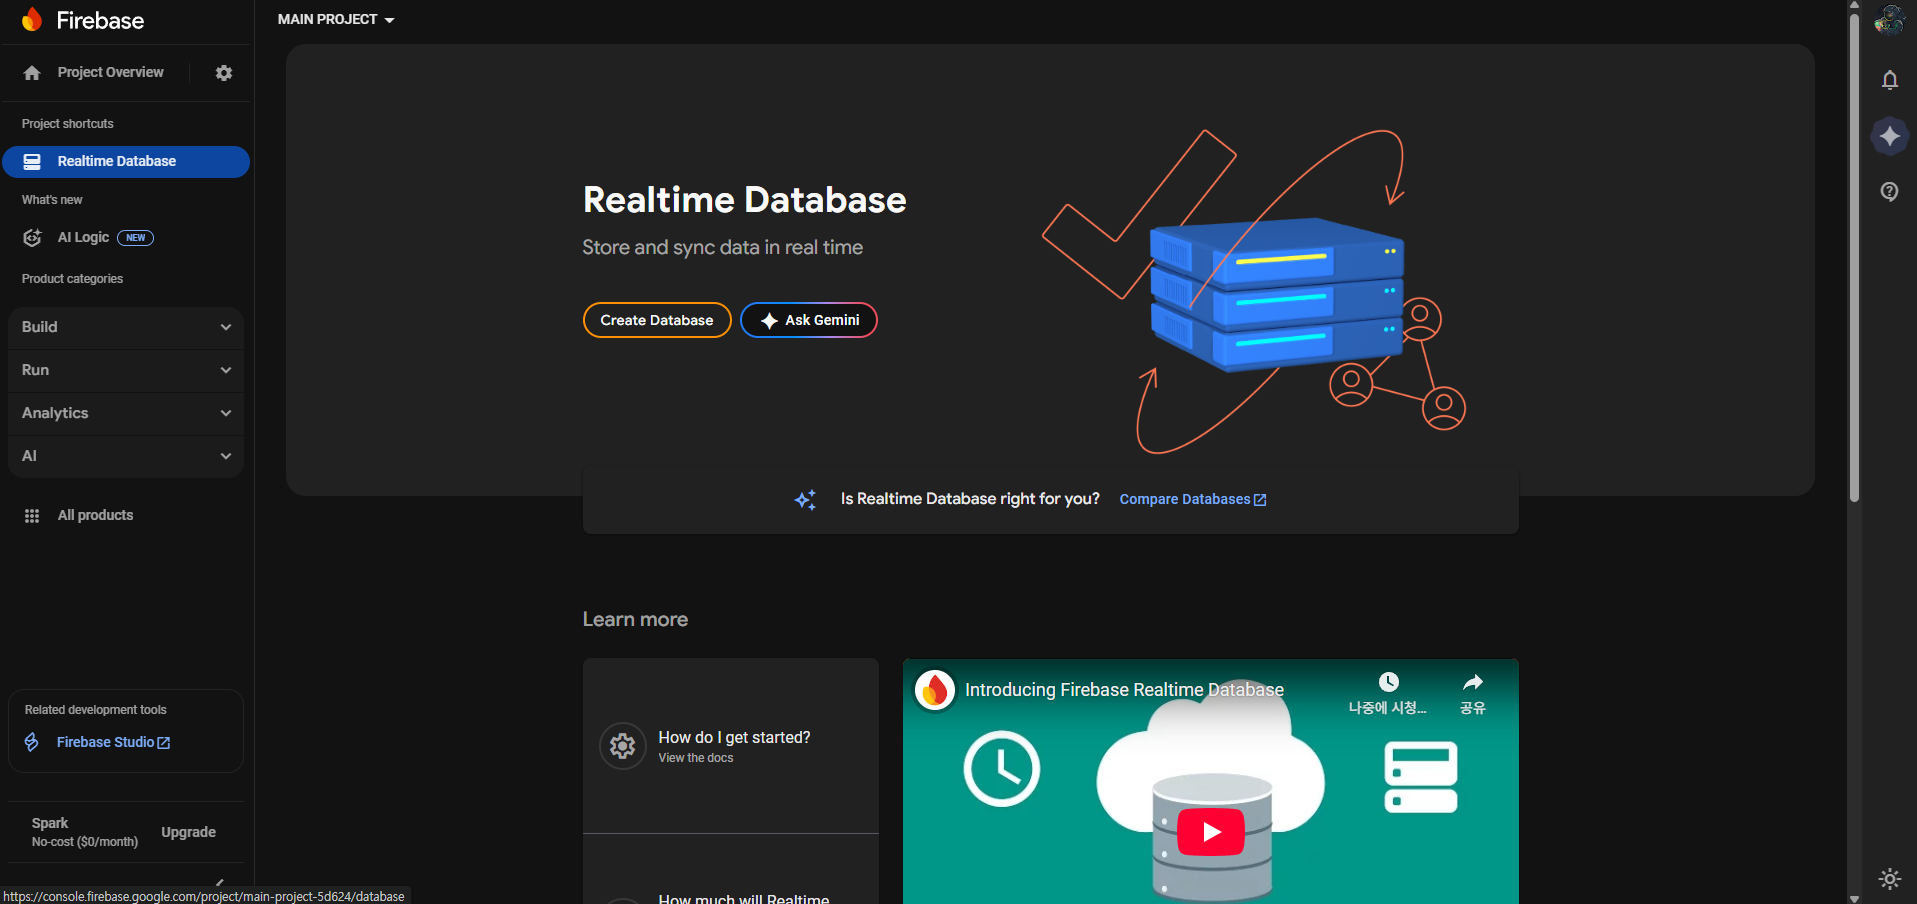 Firebase
MAIN PROJECT
Project Overview
Project shortcuts
Realtime Database
What's new
AI Logic NEW
Product categories
Build
Run
Analytics
AI
All products
Related development tools
Firebase Studio
Spark
No-cost ($0/month)
Upgrade
https://console.firebase.google.com/project/main-project-5d624/database
Realtime Database
Store and sync data in real time
Create Database
Ask Gemini
Is Realtime Database right for you? Compare Databases
Learn more
How do I get started?
View the docs
How much will Realtime
Introducing Firebase Realtime Database
나중에 시청...
공유